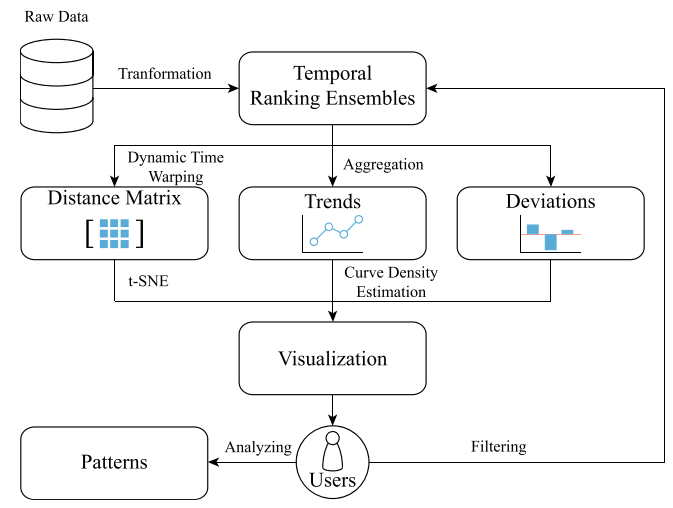 Raw Data
Tranformation
Temporal
Ranking Ensembles
Dynamic Time
Warping
Aggregation
Distance Matrix
[ ]
Trends
Deviations
t-SNE
Curve Density
Estimation
Visualization
Patterns
Analyzing
Users
Filtering